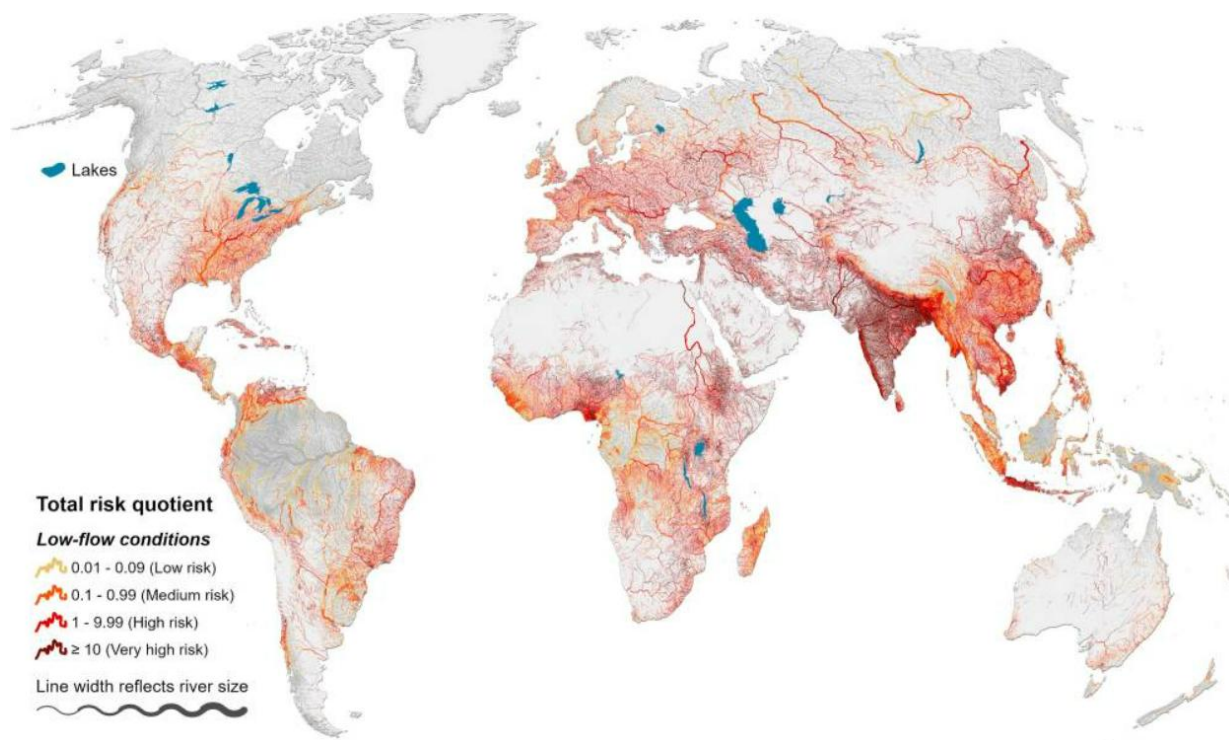 Lakes
Total risk quotient
Low-flow conditions
0.01 - 0.09 (Low risk)
0.1 - 0.99 (Medium risk)
1 - 9.99 (High risk)
≥ 10 (Very high risk)
Line width reflects river size